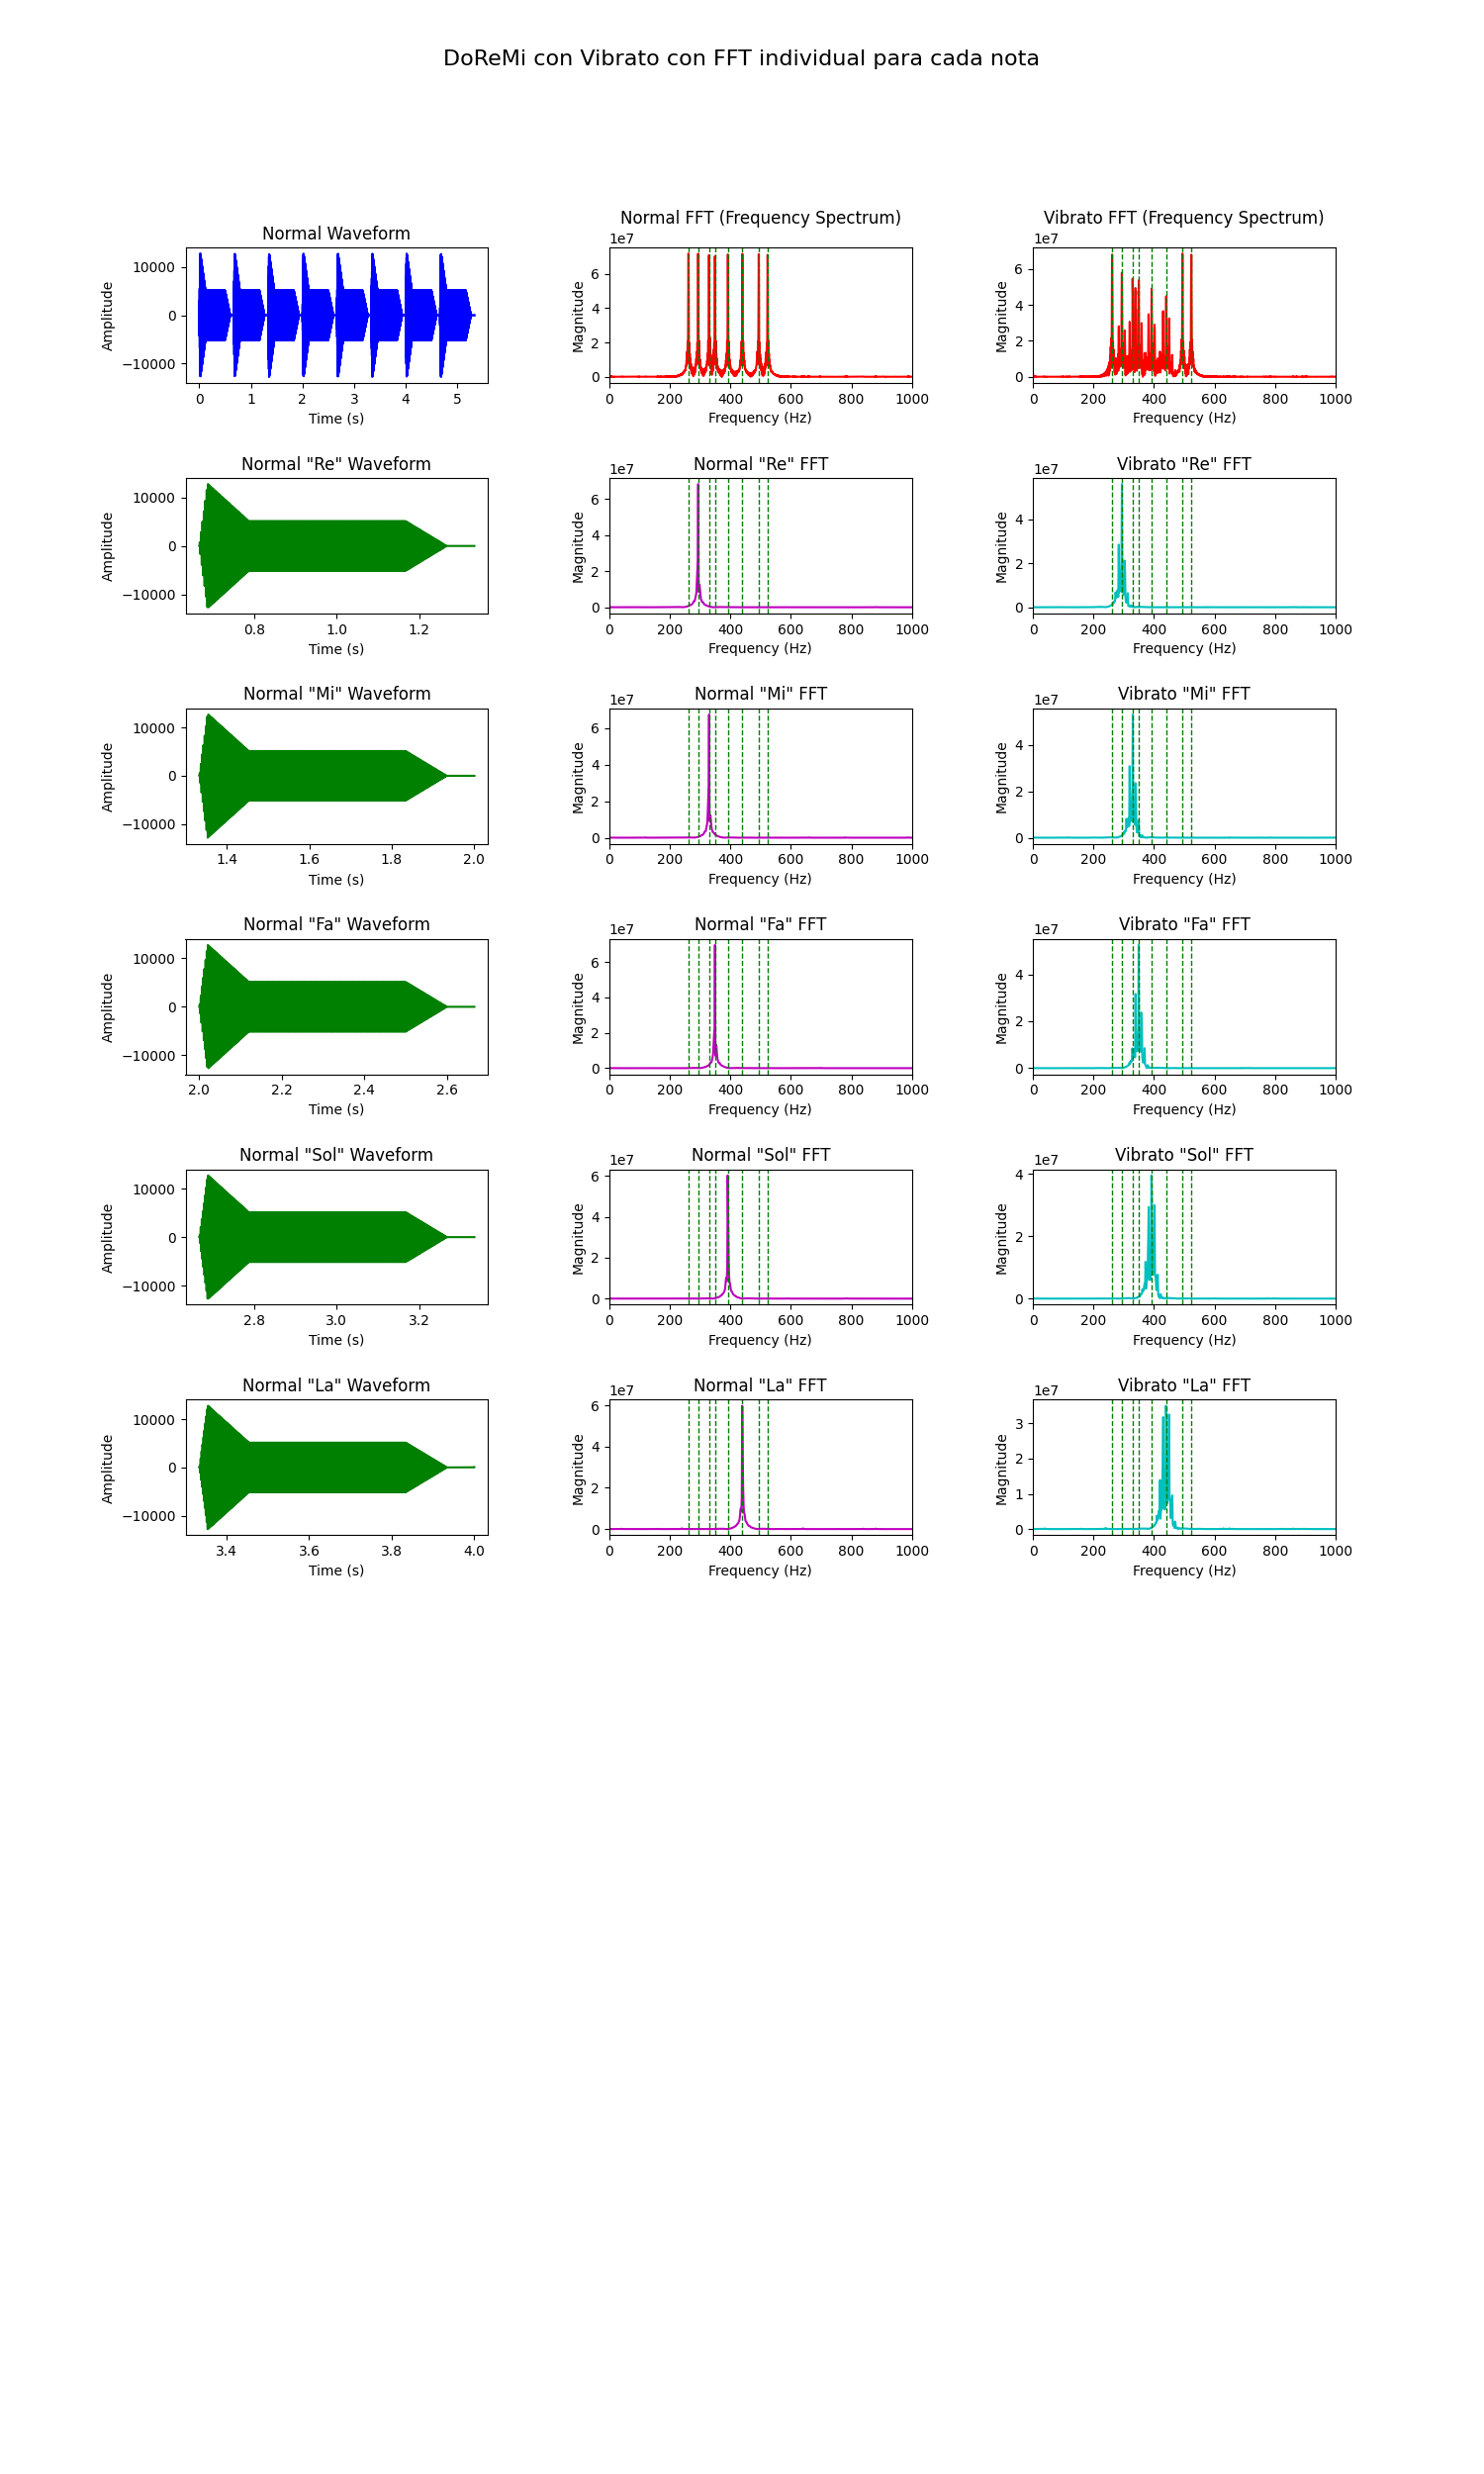 DoReMi con Vibrato con FFT individual para cada nota
Normal Waveform
Amplitude
10000
0
−10000
0 1 2 3 4 5
Time (s)
Normal FFT (Frequency Spectrum)
1e7
Magnitude
6
4
2
0
0 200 400 600 800 1000
Frequency (Hz)
Vibrato FFT (Frequency Spectrum)
1e7
Magnitude
6
4
2
0
0 200 400 600 800 1000
Frequency (Hz)
Normal "Re" Waveform
Amplitude
10000
0
−10000
0.8 1.0 1.2
Time (s)
Normal "Re" FFT
1e7
Magnitude
6
4
2
0
0 200 400 600 800 1000
Frequency (Hz)
Vibrato "Re" FFT
1e7
Magnitude
4
2
0
0 200 400 600 800 1000
Frequency (Hz)
Normal "Mi" Waveform
Amplitude
10000
0
−10000
1.4 1.6 1.8 2.0
Time (s)
Normal "Mi" FFT
1e7
Magnitude
6
4
2
0
0 200 400 600 800 1000
Frequency (Hz)
Vibrato "Mi" FFT
1e7
Magnitude
4
2
0
0 200 400 600 800 1000
Frequency (Hz)
Normal "Fa" Waveform
Amplitude
10000
0
−10000
2.0 2.2 2.4 2.6
Time (s)
Normal "Fa" FFT
1e7
Magnitude
6
4
2
0
0 200 400 600 800 1000
Frequency (Hz)
Vibrato "Fa" FFT
1e7
Magnitude
4
2
0
0 200 400 600 800 1000
Frequency (Hz)
Normal "Sol" Waveform
Amplitude
10000
0
−10000
2.8 3.0 3.2
Time (s)
Normal "Sol" FFT
1e7
Magnitude
6
4
2
0
0 200 400 600 800 1000
Frequency (Hz)
Vibrato "Sol" FFT
1e7
Magnitude
4
2
0
0 200 400 600 800 1000
Frequency (Hz)
Normal "La" Waveform
Amplitude
10000
0
−10000
3.4 3.6 3.8 4.0
Time (s)
Normal "La" FFT
1e7
Magnitude
6
4
2
0
0 200 400 600 800 1000
Frequency (Hz)
Vibrato "La" FFT
1e7
Magnitude
3
2
1
0
0 200 400 600 800 1000
Frequency (Hz)